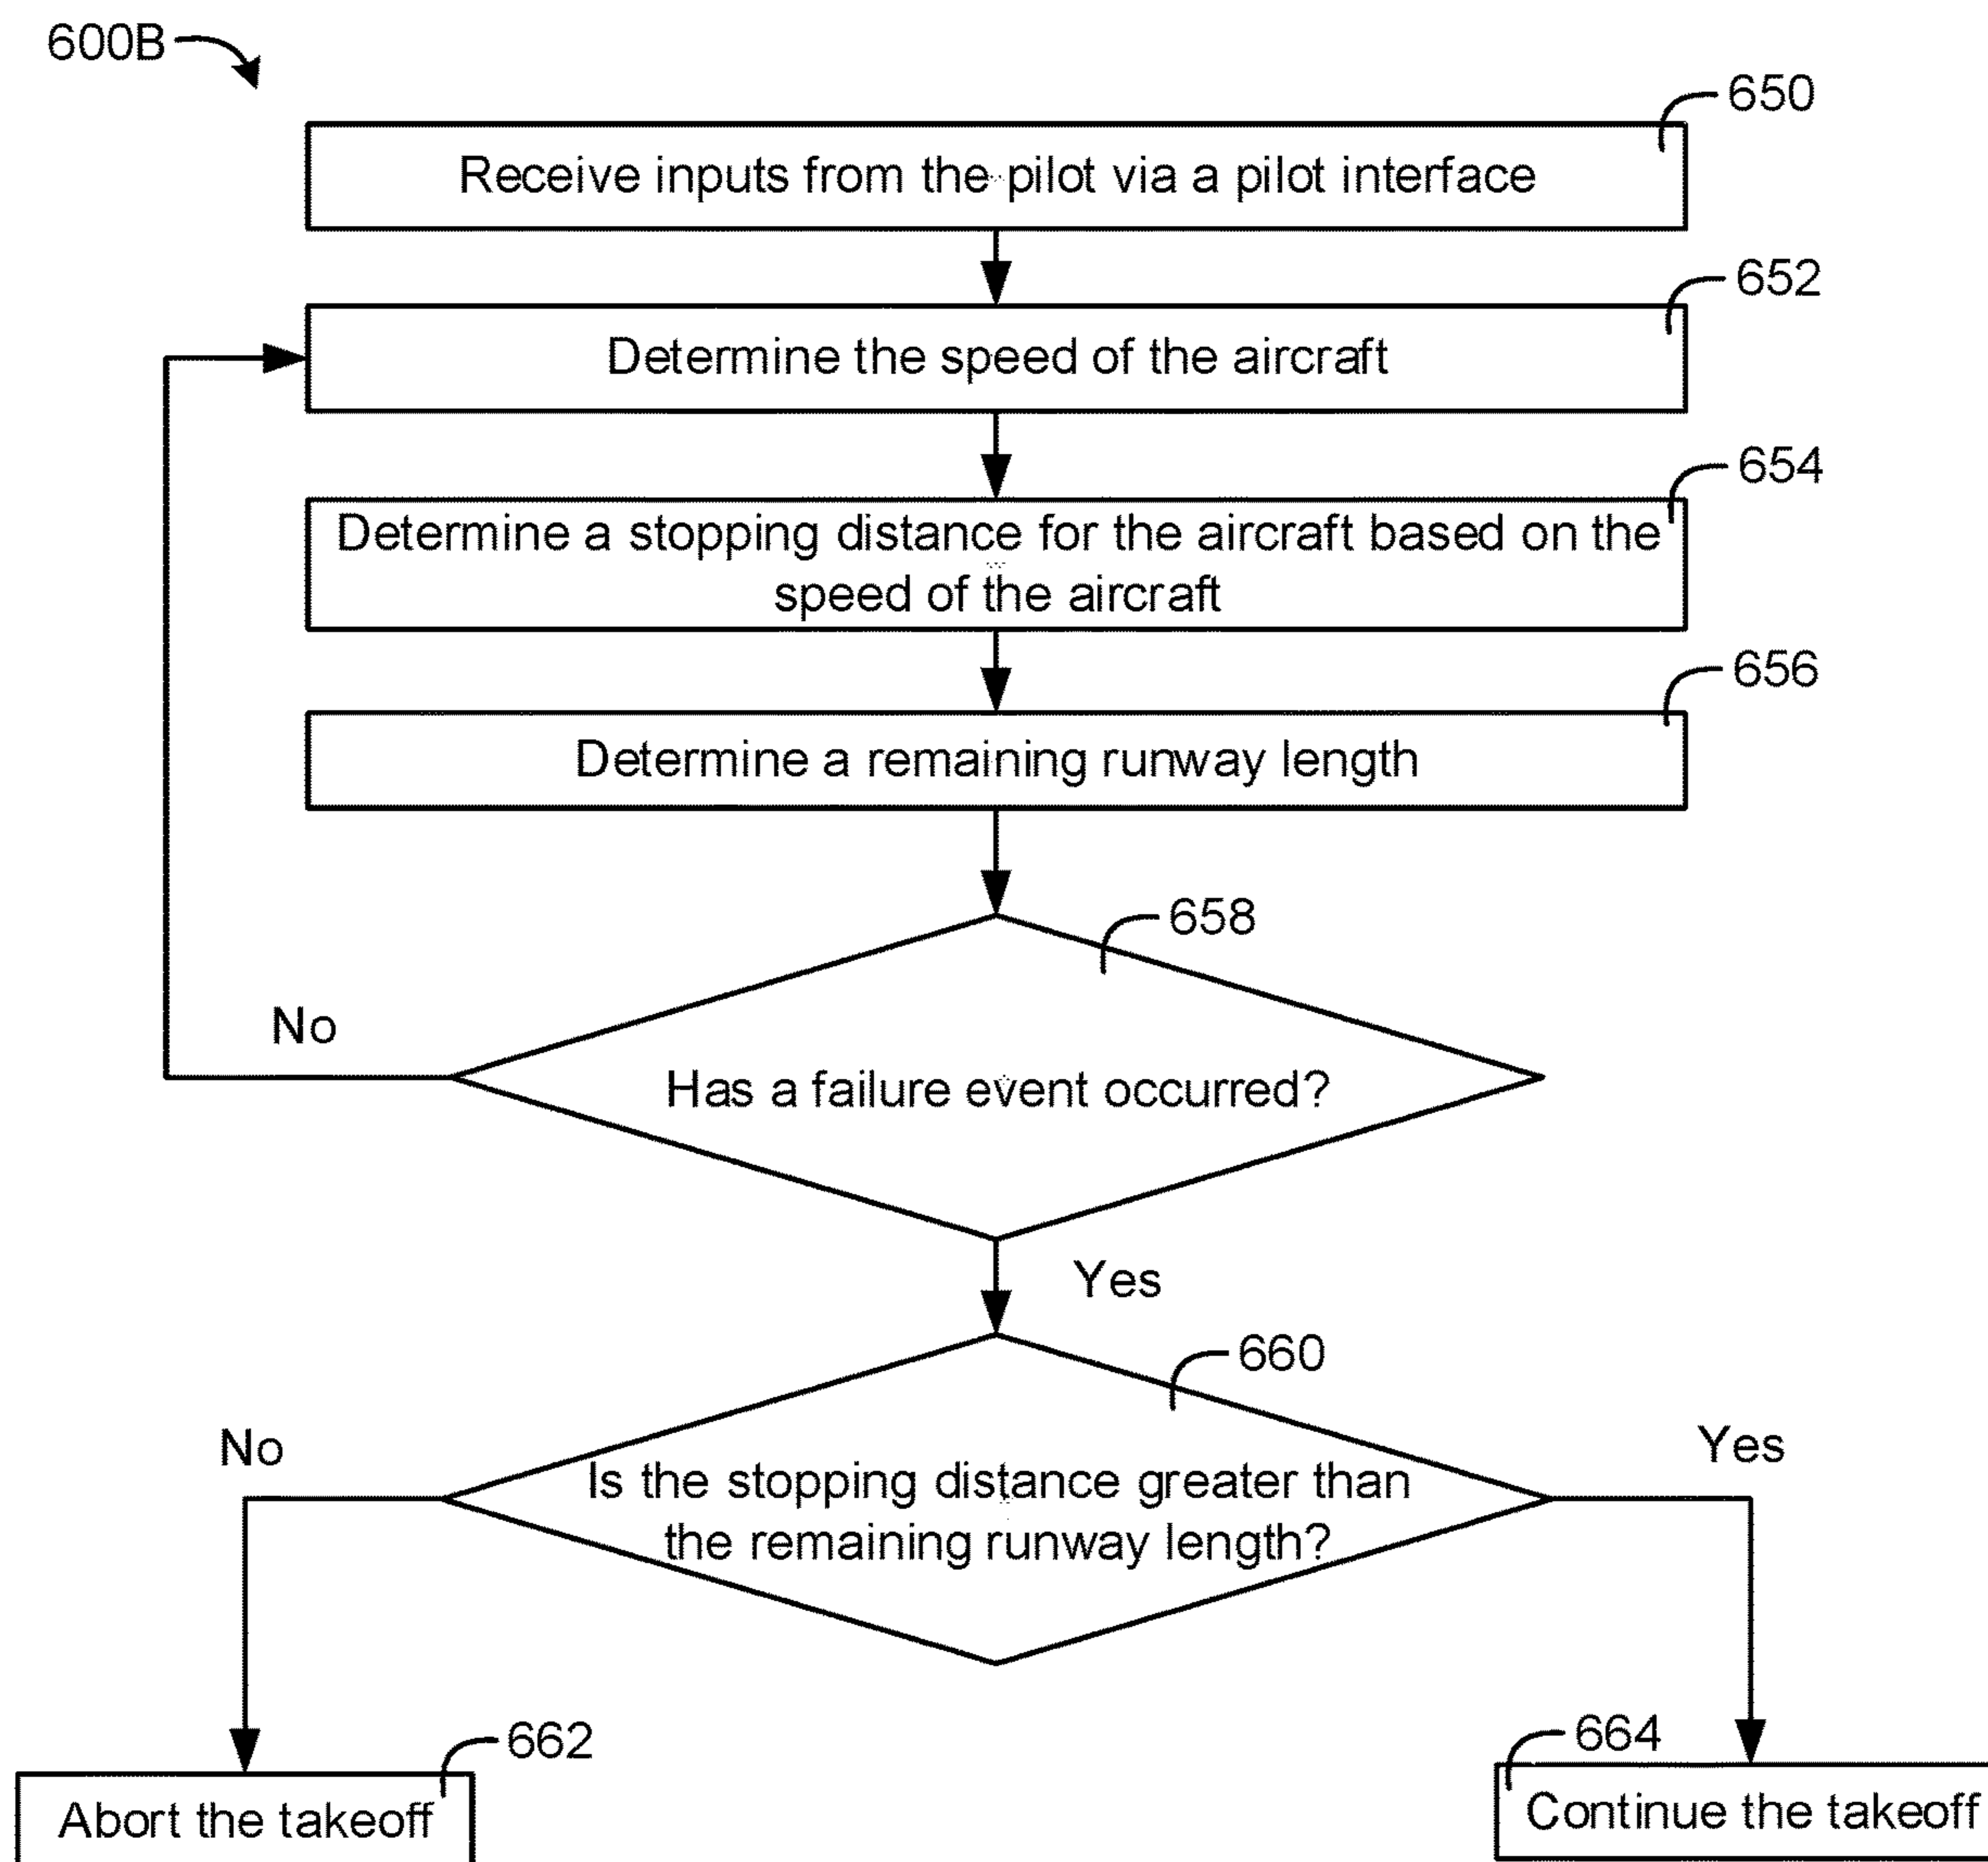 600B
650
Receive inputs from the pilot via a pilot interface
652
Determine the speed of the aircraft
654
Determine a stopping distance for the aircraft based on the
speed of the aircraft
656
Determine a remaining runway length
658
No
Has a failure event occurred?
Yes
660
No
Yes
Is the stopping distance greater than
the remaining runway length?
662
664
Abort the takeoff
Continue the takeoff